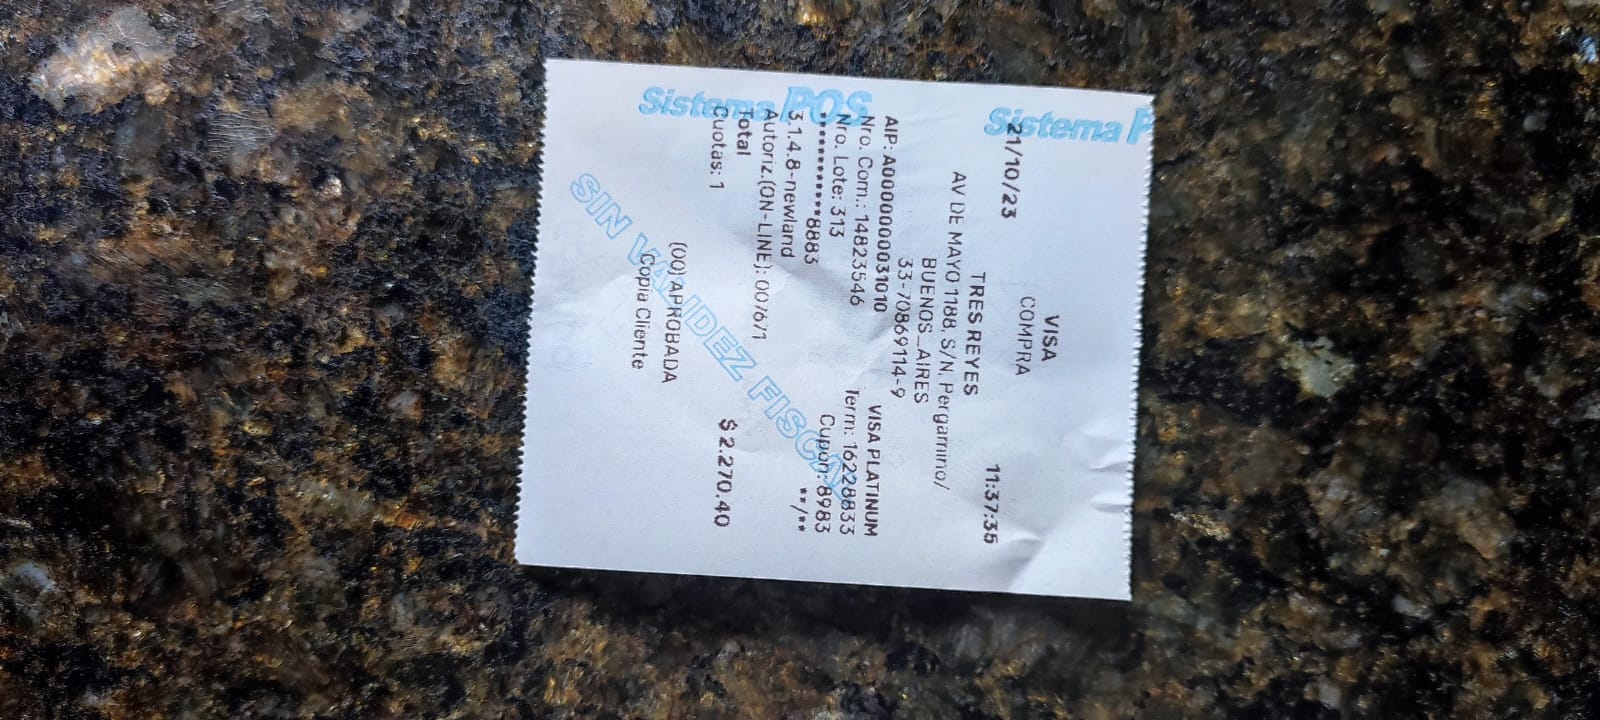 Sistema POS
Sistema P
VISA
COMPRA
21/10/23 11:37:35
TRES REYES
AV DE MAYO 1188, S/N, Pergamino/
BUENOS_AIRES
33-70869114-9
AIP: A0000000031010 VISA PLATINUM
Nro. Com.: 14823546 Term: 16228833
Nro. Lote: 313 Cupon: 8983
************8883 **/**
3.1.4.8-newland
Autoriz.(ON-LINE): 007671
Total $ 2.270.40
Cuotas: 1
(00) APROBADA
Copia Cliente
SIN VALIDEZ FISCAL